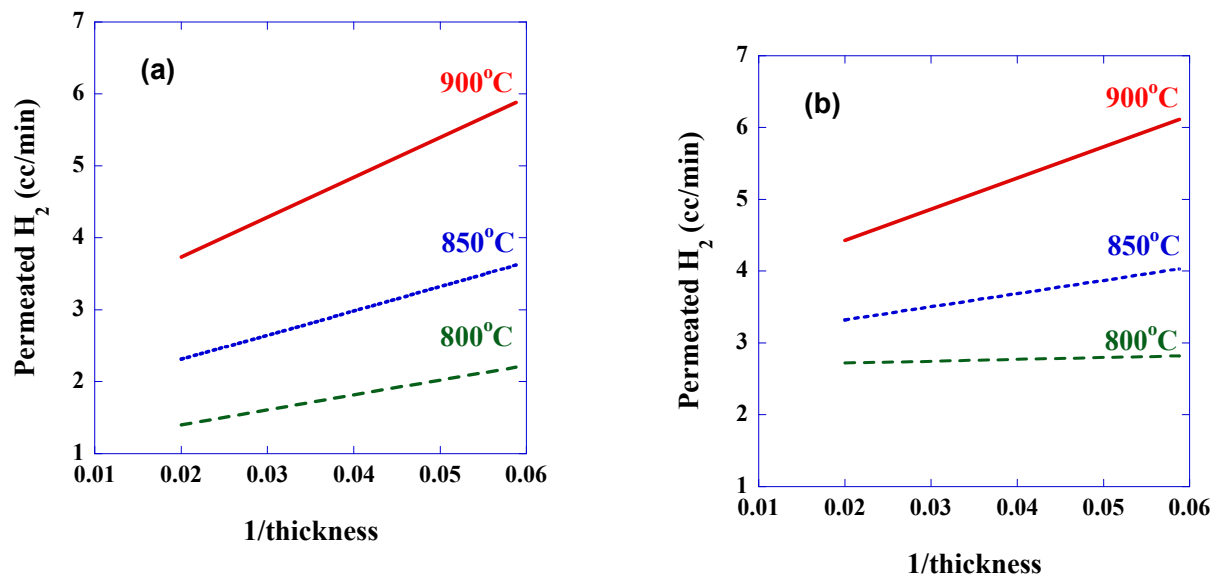 (a)
900°C
850°C
800°C
7
6
5
4
3
2
1
0.01 0.02 0.03 0.04 0.05 0.06
Permeated H₂ (cc/min)
1/thickness
(b)
900°C
850°C
800°C
7
6
5
4
3
2
1
0.01 0.02 0.03 0.04 0.05 0.06
Permeated H₂ (cc/min)
1/thickness